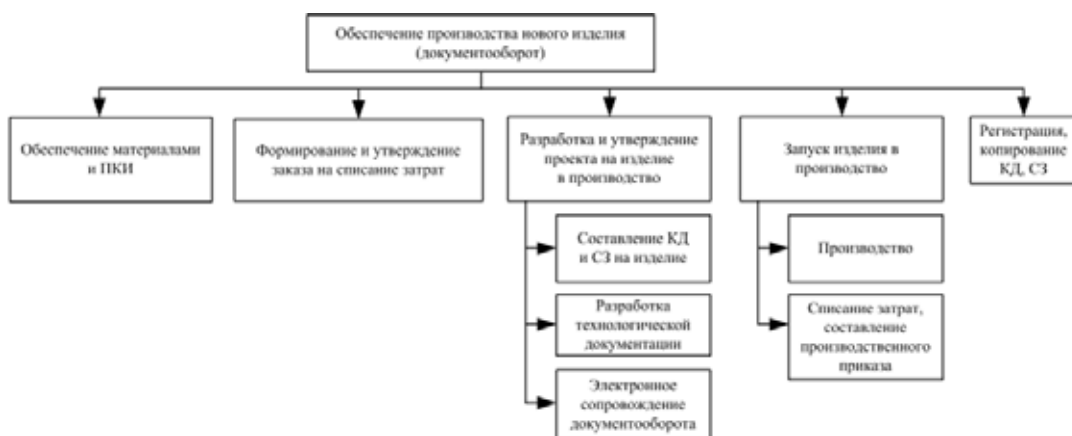 Обеспечение производства нового изделия
(документооборот)
Обеспечение материалами
и ПКИ
Формирование и утверждение
заказа на списание затрат
Разработка и утверждение
проекта на изделие
в производство
Запуск изделия в
производство
Регистрация,
копирование
КД, СЗ
Составление КД
и СЗ на изделие
Разработка
технологической
документации
Электронное
сопровождение
документооборота
Производство
Списание затрат,
составление
производственного
приказа